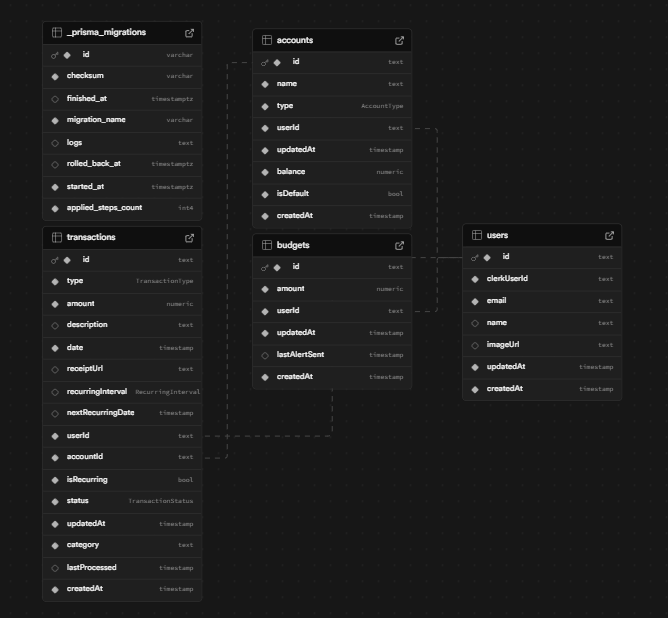 _prisma_migrations
id varchar
checksum varchar
finished_at timestamptz
migration_name varchar
logs text
rolled_back_at timestamptz
started_at timestamptz
applied_steps_count int4
transactions
id text
type TransactionType
amount numeric
description text
date timestamp
receiptUrl text
recurringInterval RecurringInterval
nextRecurringDate timestamp
userId text
accountId text
isRecurring bool
status TransactionStatus
updatedAt timestamp
category text
lastProcessed timestamp
createdAt timestamp
accounts
id text
name text
type AccountType
userId text
updatedAt timestamp
balance numeric
isDefault bool
createdAt timestamp
budgets
id text
amount numeric
userId text
updatedAt timestamp
lastAlertSent timestamp
createdAt timestamp
users
id text
clerkUserId text
email text
name text
imageUrl text
updatedAt timestamp
createdAt timestamp